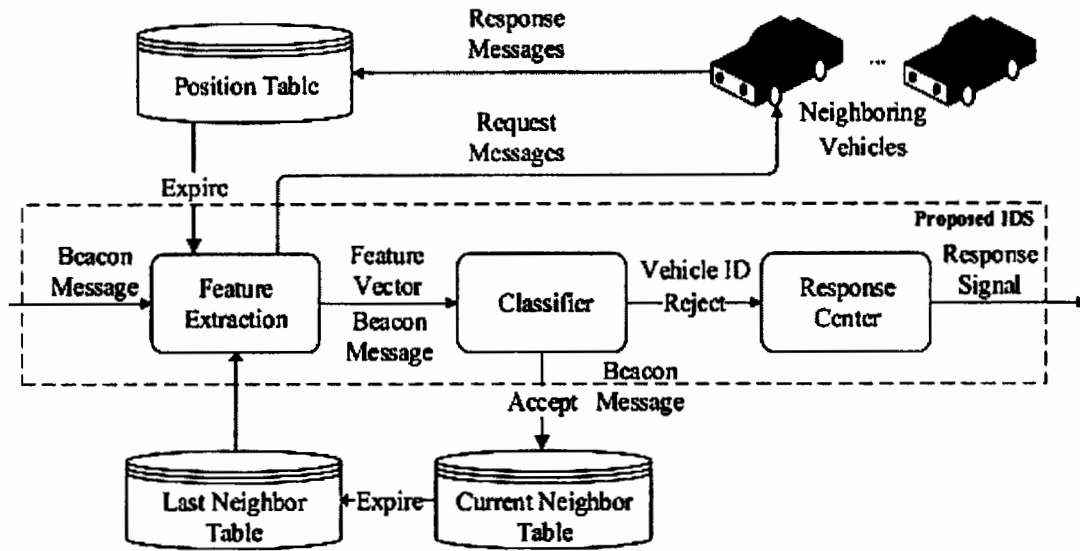 Response
Messages
Position Table
...
Neighboring
Vehicles
Request
Messages
Expire
Proposed IDS
Beacon
Message
Feature
Extraction
Feature
Vector
Beacon
Message
Classifier
Vehicle ID
Reject
Response
Center
Response
Signal
Accept
Beacon
Message
Last Neighbor
Table
Expire
Current Neighbor
Table